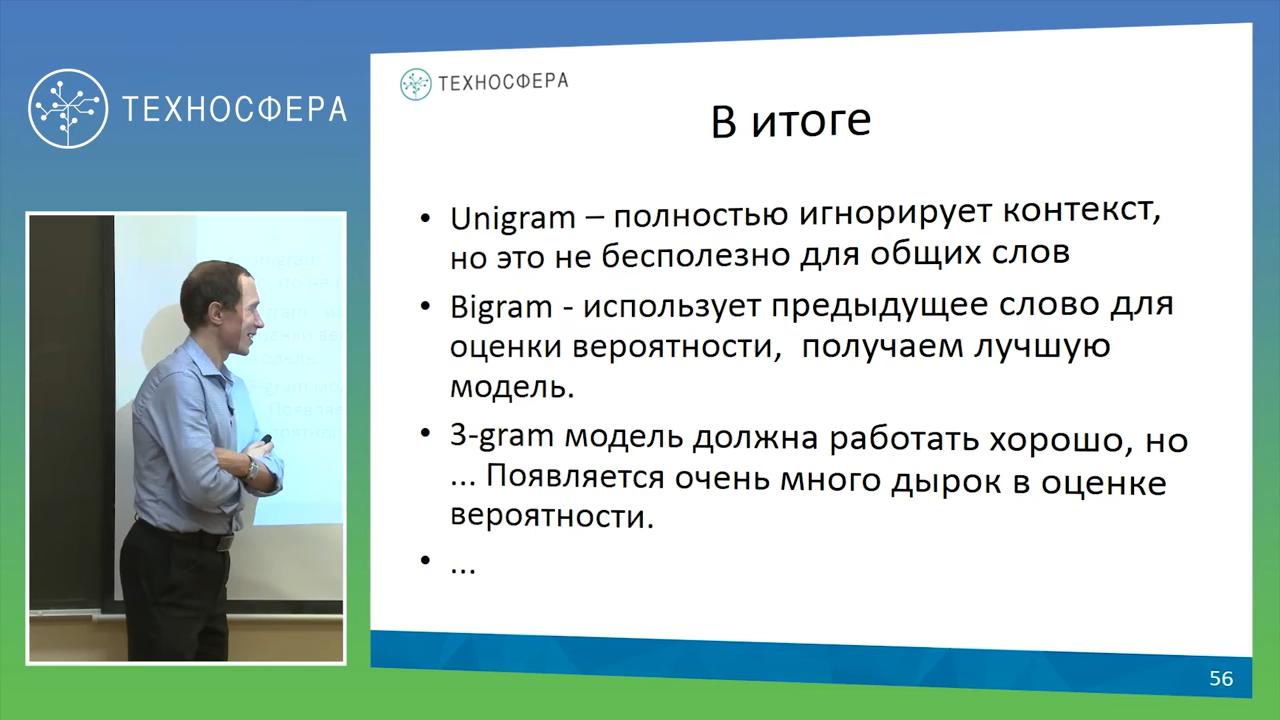 ТЕХНОСФЕРА
ТЕХНОСФЕРА
В итоге
• Unigram – полностью игнорирует контекст,
но это не бесполезно для общих слов
• Bigram - использует предыдущее слово для
оценки вероятности, получаем лучшую
модель.
• 3-gram модель должна работать хорошо, но
... Появляется очень много дырок в оценке
вероятности.
• ...
56